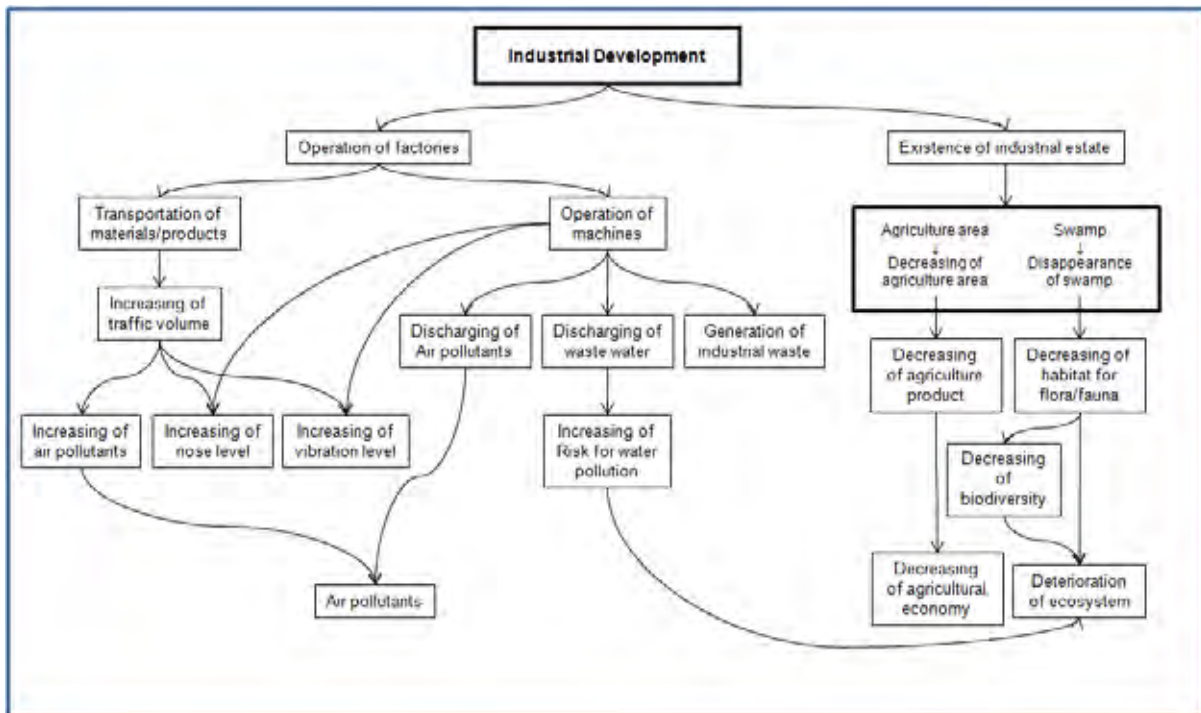 Industrial Development
Operation of factories
Existence of industrial estate
Transportation of
materials/products
Operation of
machines
Agriculture area
Decreasing of
agriculture area
Swamp
Disappearance
of swamp
Increasing of
traffic volume
Discharging of
Air pollutants
Discharging of
waste water
Generation of
industrial waste
Decreasing
of agriculture
product
Decreasing of
habitat for
flora/fauna
Increasing of
air pollutants
Increasing of
nose level
Increasing of
vibration level
Increasing of
Risk for water
pollution
Decreasing
of
biodiversity
Air pollutants
Decreasing
of agricultural
economy
Deterioration
of ecosystem